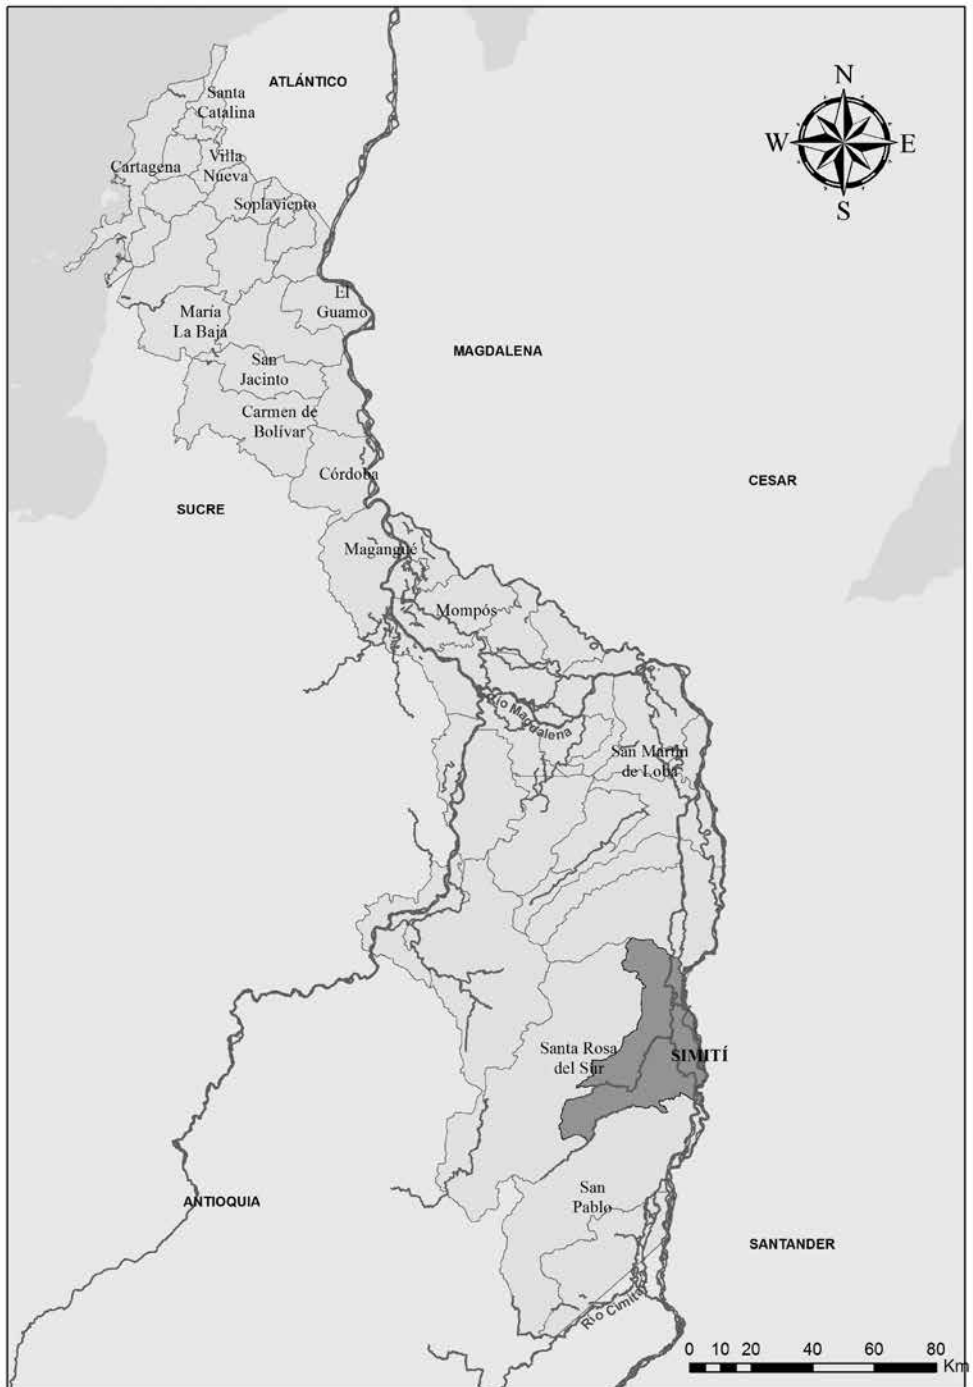 N
ATLÁNTICO
Santa
Catalina
W
E
Villa
Nueva
Cartagena
Soplaviento
S
El
Guamo
María
La Baja
MAGDALENA
San
Jacinto
Carmen de
Bolívar
Córdoba
CESAR
SUCRE
Magangué
Mompós
Río Magdalena
San Martín
de Loba
Santa Rosa
del Sur
SIMITÍ
San
Pablo
ANTIOQUIA
SANTANDER
Río Cimitarra
0 10 20 40 60 80
Km